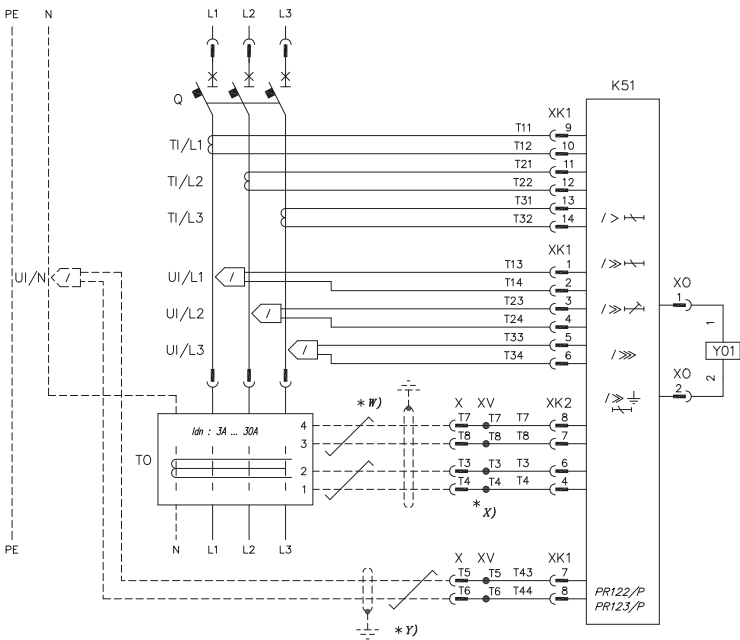 PE N L1 L2 L3
K51
Q
XK1
T11 9
TI/L1 T12 10
T21 11
TI/L2 T22 12
T31 13
TI/L3 T32 14
/ >
XK1
UI/N / UI/L1 / T13 1
T14 2
/ ≫
XO
1
UI/L2 / T23 3
T24 4
/ ≫
1
UI/L3 / T33 5
T34 6
/ ⋙
Y01
2
XO
2
/ ≫
* W) X XV XK2
Idn : 3A ... 30A 4 T7 T7 T7 8
3 T8 T8 T8 7
TO 2 T3 T3 T3 6
1 T4 T4 T4 4
* X)
PE N L1 L2 L3
X XV XK1
T5 T5 T43 7
T6 T6 T44 8
PR122/P
PR123/P
* Y)